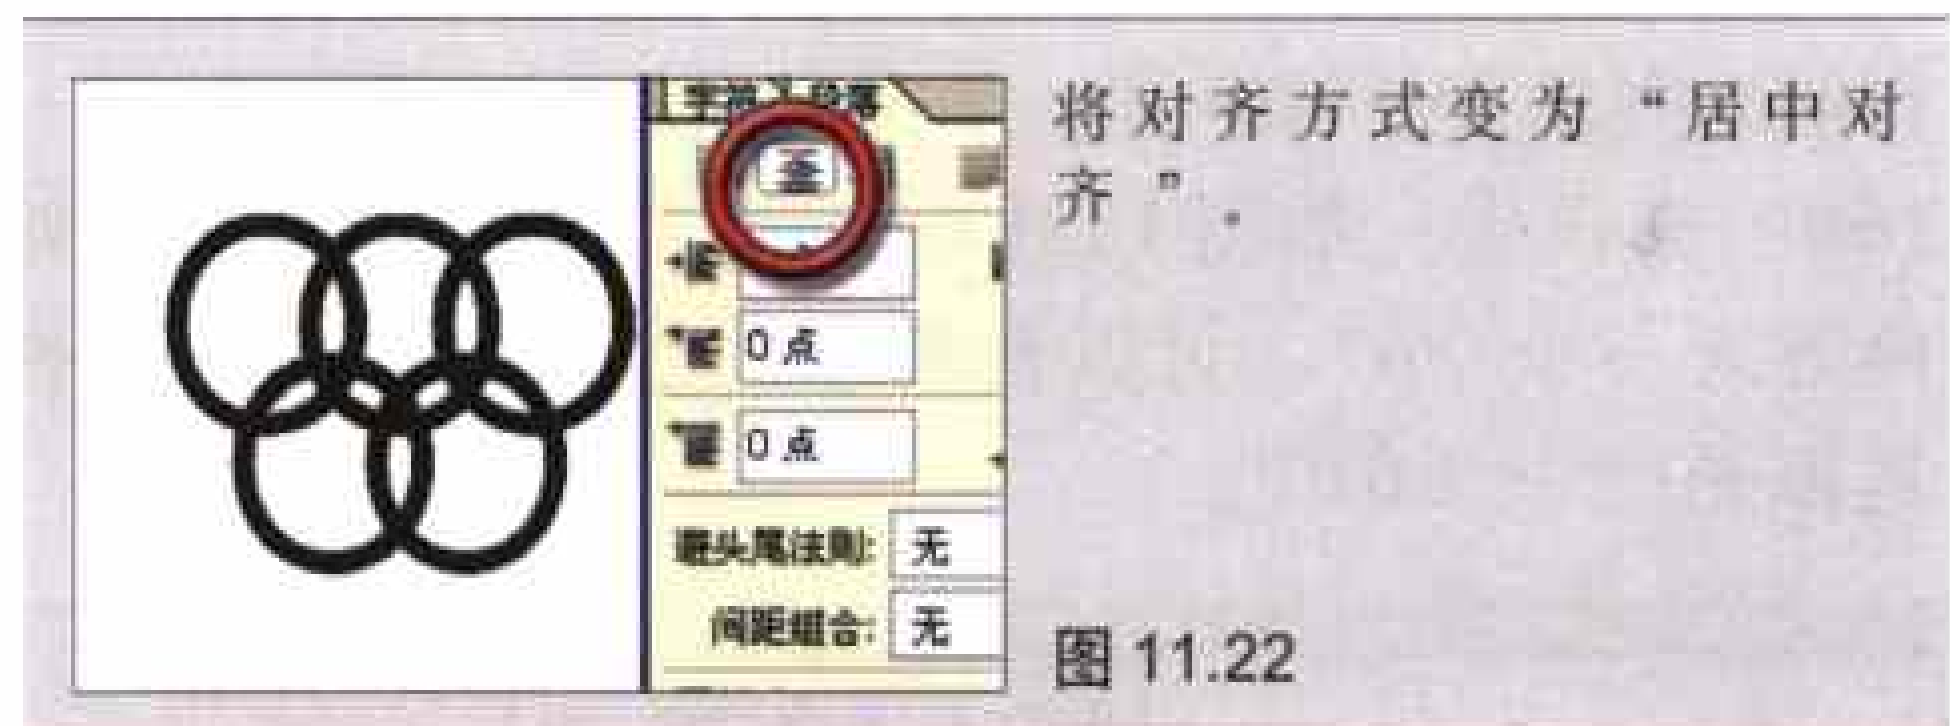 将对齐方式变为“居中对
齐”.
0 点
0 点
避头尾法则: 无
间距组合: 无
图 11.22